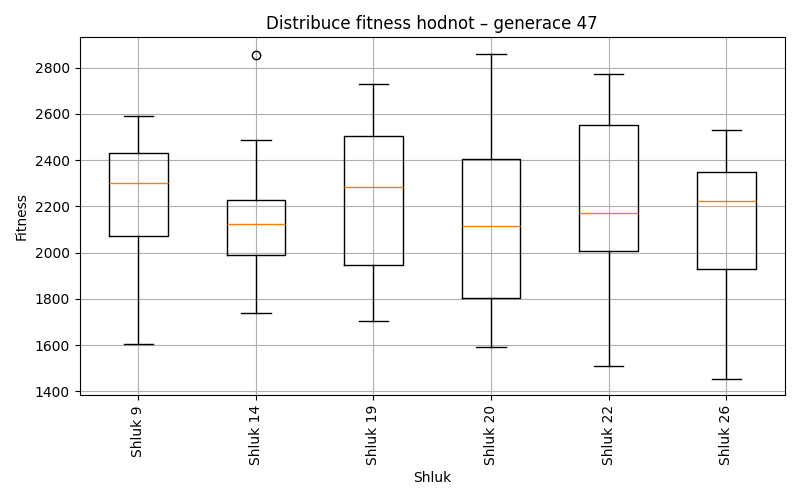 Distribuce fitness hodnot – generace 47
Fitness
2800
2600
2400
2200
2000
1800
1600
1400
Shluk 9
Shluk 14
Shluk 19
Shluk 20
Shluk 22
Shluk 26
Shluk